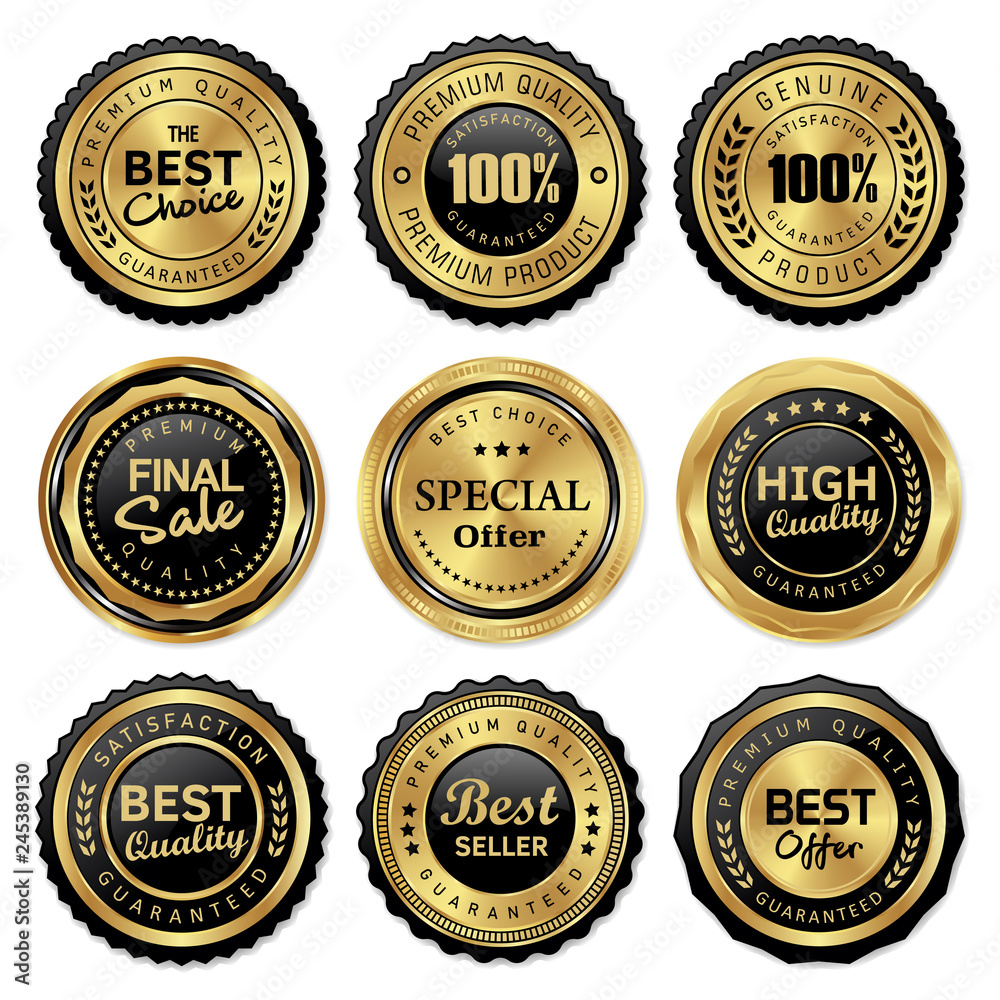 PREMIUM QUALITY
THE
BEST
Choice
GUARANTEED
PREMIUM QUALITY
SATISFACTION
100%
GUARANTEED
PREMIUM PRODUCT
GENUINE
SATISFACTION
100%
GUARANTEED
PRODUCT
PREMIUM
FINAL
Sale
QUALITY
BEST CHOICE
SPECIAL
Offer
HIGH
Quality
GUARANTEED
SATISFACTION
BEST
Quality
GUARANTEED
PREMIUM QUALITY
Best
SELLER
GUARANTEED
PREMIUM QUALITY
BEST
Offer
GUARANTEED
Adobe Stock | #245389130